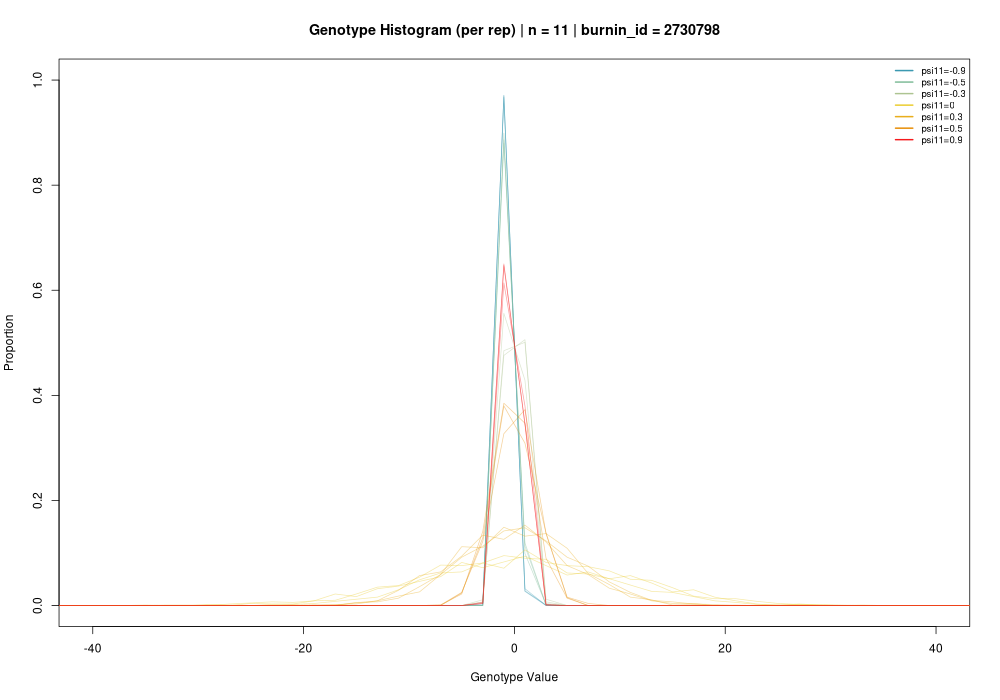 Genotype Histogram (per rep) | n = 11 | burnin_id = 2730798
psi11=-0.9
psi11=-0.5
psi11=-0.3
psi11=0
psi11=0.3
psi11=0.5
psi11=0.9
Proportion
1.0
0.8
0.6
0.4
0.2
0.0
-40
-20
0
20
40
Genotype Value